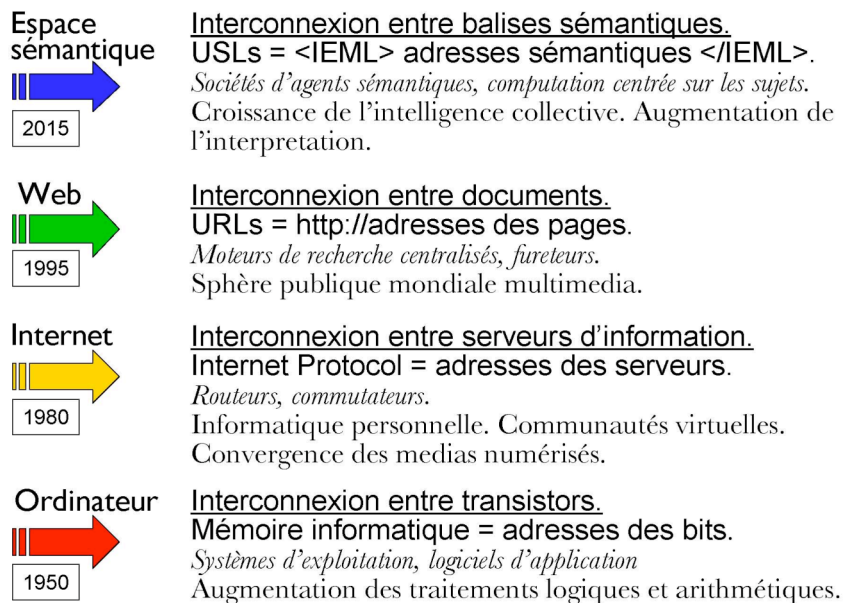 Espace
sémantique
2015
Interconnexion entre balises sémantiques.
USLs = <IEML> adresses sémantiques </IEML>.
Sociétés d'agents sémantiques, computation centrée sur les sujets.
Croissance de l'intelligence collective. Augmentation de
l'interpretation.
Web
1995
Interconnexion entre documents.
URLs = http://adresses des pages.
Moteurs de recherche centralisés, fureteurs.
Sphère publique mondiale multimedia.
Internet
1980
Interconnexion entre serveurs d'information.
Internet Protocol = adresses des serveurs.
Routeurs, commutateurs.
Informatique personnelle. Communautés virtuelles.
Convergence des medias numérisés.
Ordinateur
1950
Interconnexion entre transistors.
Mémoire informatique = adresses des bits.
Systèmes d'exploitation, logiciels d'application
Augmentation des traitements logiques et arithmétiques.